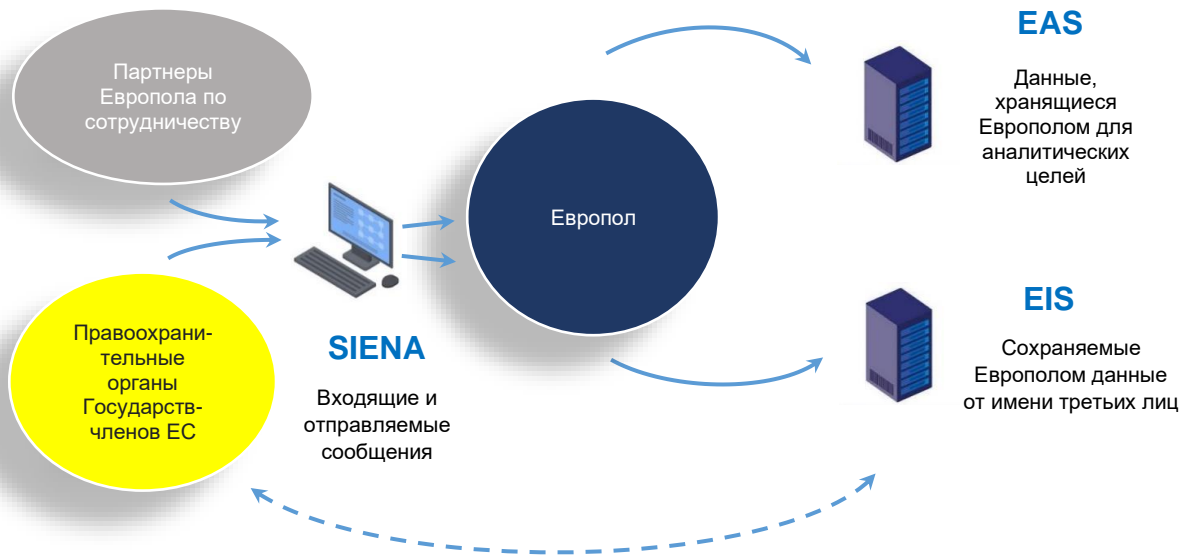 Партнеры
Европола по
сотрудничеству
Правоохрани-
тельные
органы
Государств-
членов ЕС
SIENA
Входящие и
отправляемые
сообщения
Европол
EAS
Данные,
хранящиеся
Европолом для
аналитических
целей
EIS
Сохраняемые
Европолом данные
от имени третьих лиц